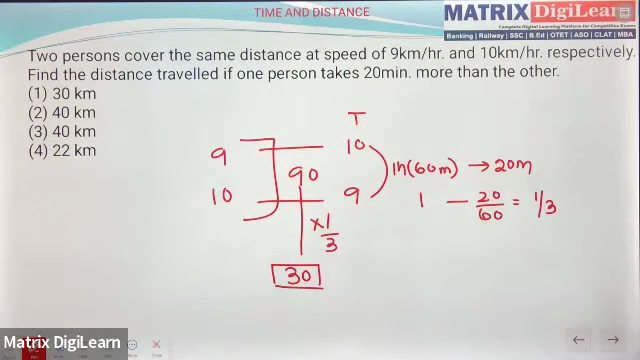 TIME AND DISTANCE
MATRIX DigiLearn
Complete Digital Learning Platform for Competitive Exams
Banking | Railway | SSC | B.Ed | OTET | ASO | CLAT | MBA
Two persons cover the same distance at speed of 9km/hr. and 10km/hr. respectively.
Find the distance travelled if one person takes 20min. more than the other.
(1) 30 km
(2) 40 km
(3) 40 km
(4) 22 km
T
9 10
90
1h(60m) → 20m
10 9
1 — 20/60 = 1/3
×1/3
30
Matrix DigiLearn